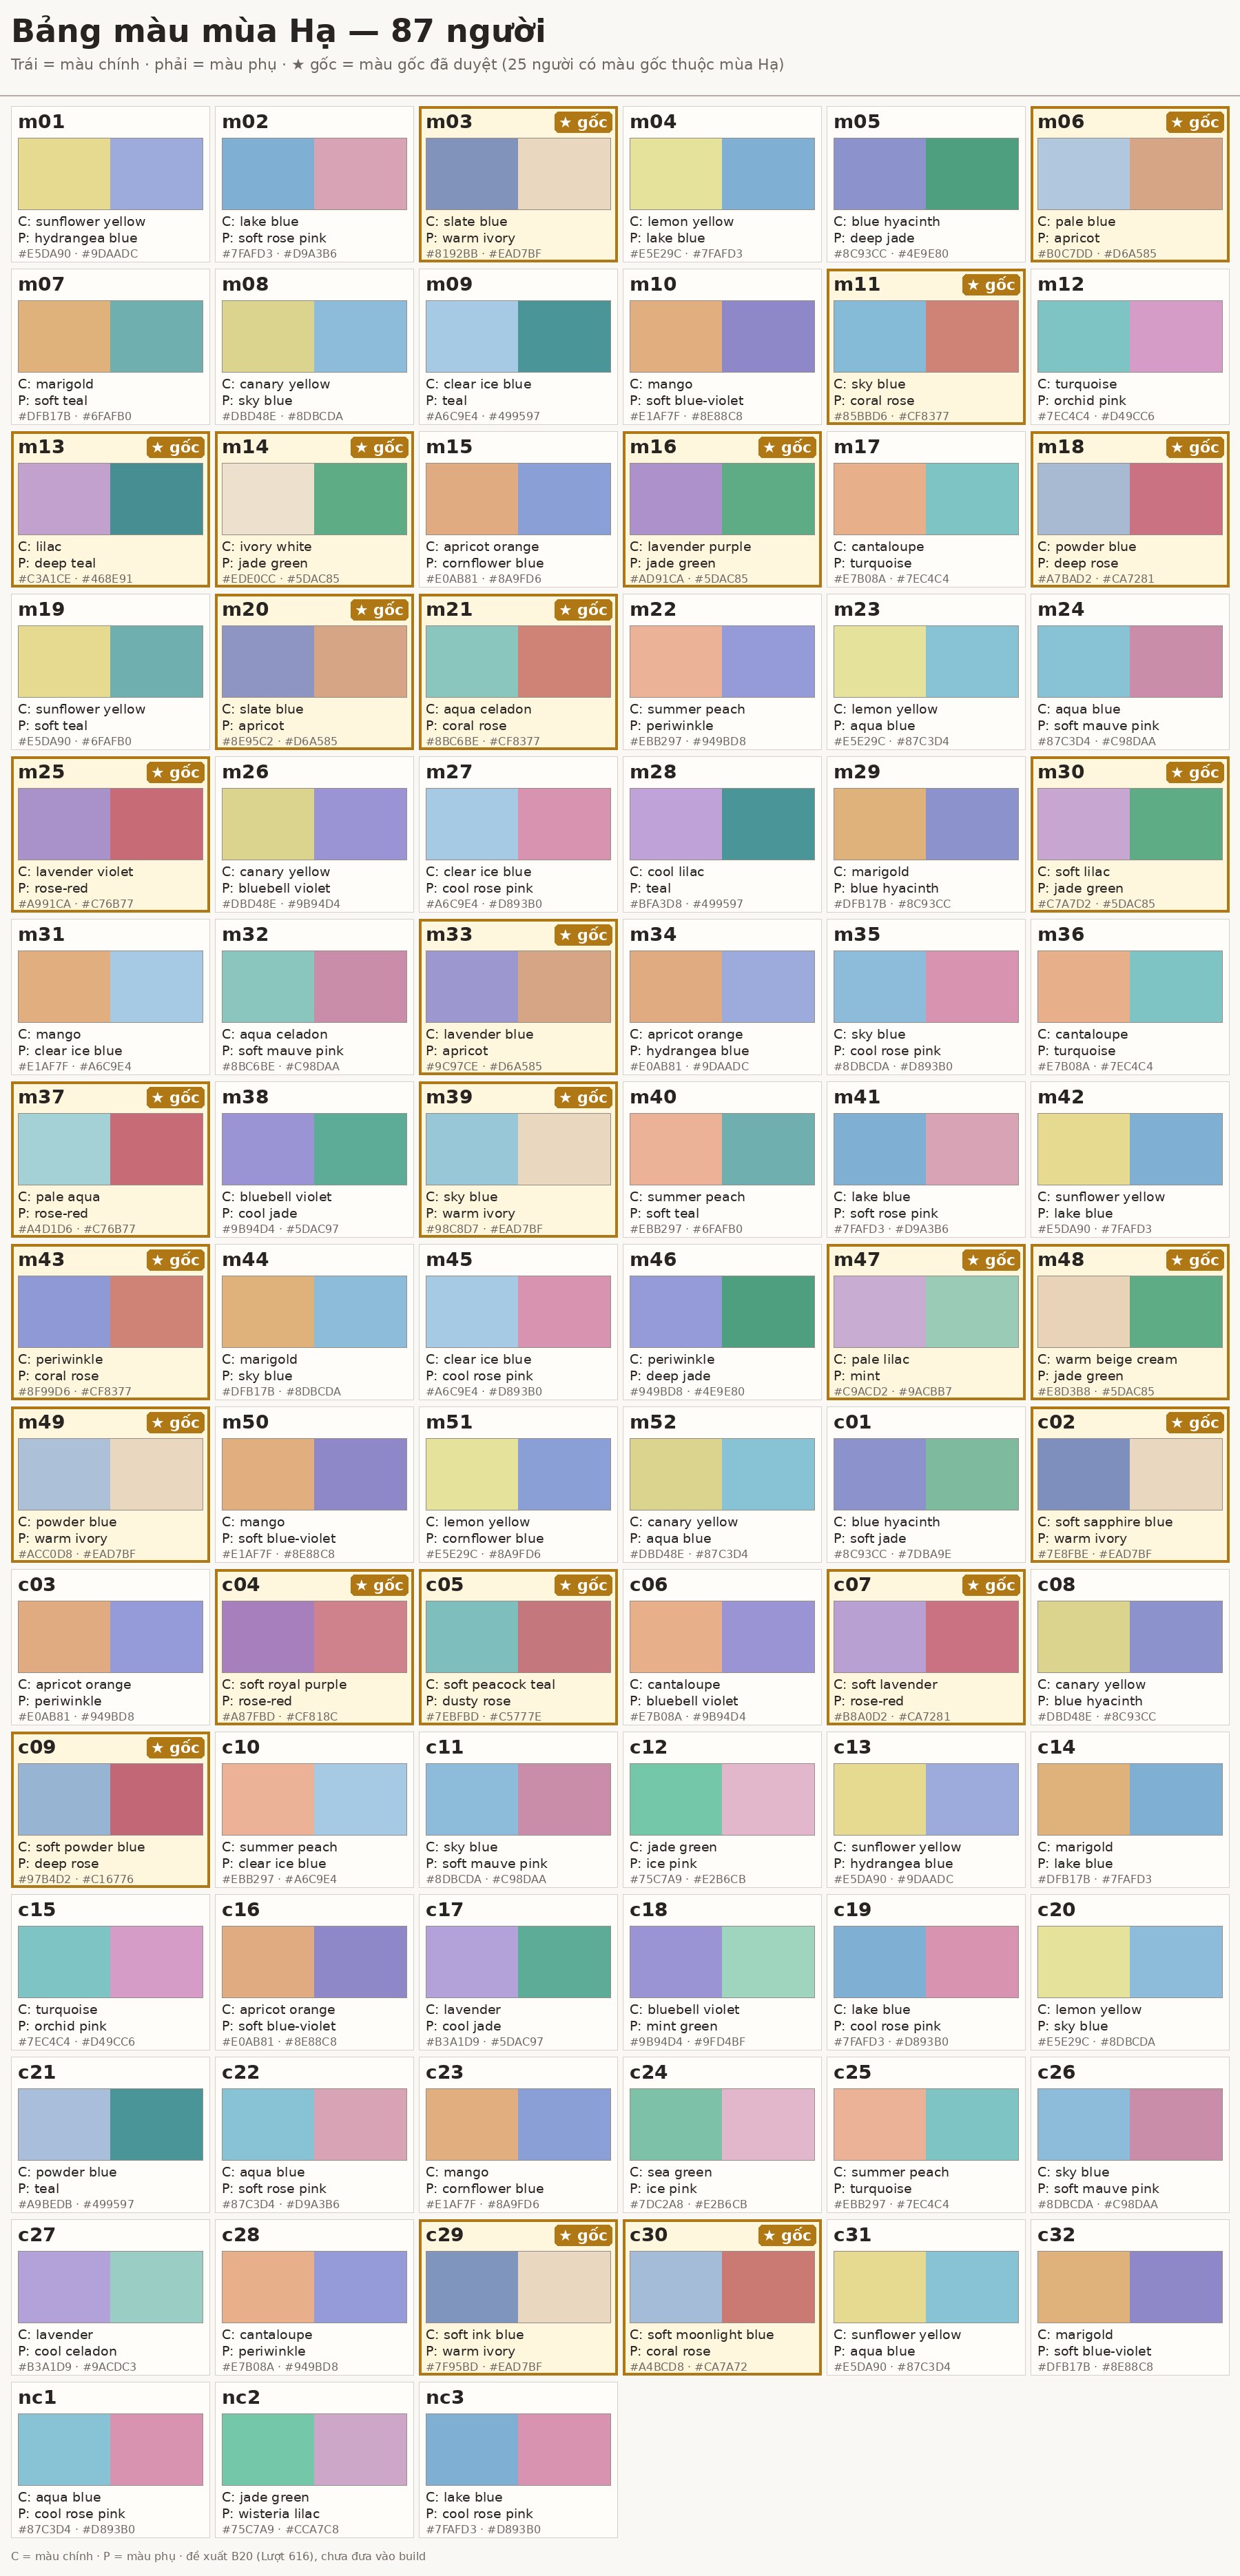 Bảng màu mùa Hạ — 87 người
Trái = màu chính · phải = màu phụ · ★ gốc = màu gốc đã duyệt (25 người có màu gốc thuộc mùa Hạ)
m01
C: sunflower yellow
P: hydrangea blue
#E5DA90 · #9DAADC
m02
C: lake blue
P: soft rose pink
#7FAFD3 · #D9A3B6
m03 ★ gốc
C: slate blue
P: warm ivory
#8192BB · #EAD7BF
m04
C: lemon yellow
P: lake blue
#E5E29C · #7FAFD3
m05
C: blue hyacinth
P: deep jade
#8C93CC · #4E9E80
m06 ★ gốc
C: pale blue
P: apricot
#B0C7DD · #D6A585
m07
C: marigold
P: soft teal
#DFB17B · #6FAFB0
m08
C: canary yellow
P: sky blue
#DBD48E · #8DBCDA
m09
C: clear ice blue
P: teal
#A6C9E4 · #499597
m10
C: mango
P: soft blue-violet
#E1AF7F · #8E88C8
m11 ★ gốc
C: sky blue
P: coral rose
#85BBD6 · #CF8377
m12
C: turquoise
P: orchid pink
#7EC4C4 · #D49CC6
m13 ★ gốc
C: lilac
P: deep teal
#C3A1CE · #468E91
m14 ★ gốc
C: ivory white
P: jade green
#EDE0CC · #5DAC85
m15
C: apricot orange
P: cornflower blue
#E0AB81 · #8A9FD6
m16 ★ gốc
C: lavender purple
P: jade green
#AD91CA · #5DAC85
m17
C: cantaloupe
P: turquoise
#E7B08A · #7EC4C4
m18 ★ gốc
C: powder blue
P: deep rose
#A7BAD2 · #CA7281
m19
C: sunflower yellow
P: soft teal
#E5DA90 · #6FAFB0
m20 ★ gốc
C: slate blue
P: apricot
#8E95C2 · #D6A585
m21 ★ gốc
C: aqua celadon
P: coral rose
#8BC6BE · #CF8377
m22
C: summer peach
P: periwinkle
#EBB297 · #949BD8
m23
C: lemon yellow
P: aqua blue
#E5E29C · #87C3D4
m24
C: aqua blue
P: soft mauve pink
#87C3D4 · #C98DAA
m25 ★ gốc
C: lavender violet
P: rose-red
#A991CA · #C76B77
m26
C: canary yellow
P: bluebell violet
#DBD48E · #9B94D4
m27
C: clear ice blue
P: cool rose pink
#A6C9E4 · #D893B0
m28
C: cool lilac
P: teal
#BFA3D8 · #499597
m29
C: marigold
P: blue hyacinth
#DFB17B · #8C93CC
m30 ★ gốc
C: soft lilac
P: jade green
#C7A7D2 · #5DAC85
m31
C: mango
P: clear ice blue
#E1AF7F · #A6C9E4
m32
C: aqua celadon
P: soft mauve pink
#8BC6BE · #C98DAA
m33 ★ gốc
C: lavender blue
P: apricot
#9C97CE · #D6A585
m34
C: apricot orange
P: hydrangea blue
#E0AB81 · #9DAADC
m35
C: sky blue
P: cool rose pink
#8DBCDA · #D893B0
m36
C: cantaloupe
P: turquoise
#E7B08A · #7EC4C4
m37 ★ gốc
C: pale aqua
P: rose-red
#A4D1D6 · #C76B77
m38
C: bluebell violet
P: cool jade
#9B94D4 · #5DAC97
m39 ★ gốc
C: sky blue
P: warm ivory
#98C8D7 · #EAD7BF
m40
C: summer peach
P: soft teal
#EBB297 · #6FAFB0
m41
C: lake blue
P: soft rose pink
#7FAFD3 · #D9A3B6
m42
C: sunflower yellow
P: lake blue
#E5DA90 · #7FAFD3
m43 ★ gốc
C: periwinkle
P: coral rose
#8F99D6 · #CF8377
m44
C: marigold
P: sky blue
#DFB17B · #8DBCDA
m45
C: clear ice blue
P: cool rose pink
#A6C9E4 · #D893B0
m46
C: periwinkle
P: deep jade
#949BD8 · #4E9E80
m47 ★ gốc
C: pale lilac
P: mint
#C9ACD2 · #9ACBB7
m48 ★ gốc
C: warm beige cream
P: jade green
#E8D3B8 · #5DAC85
m49 ★ gốc
C: powder blue
P: warm ivory
#ACC0D8 · #EAD7BF
m50
C: mango
P: soft blue-violet
#E1AF7F · #8E88C8
m51
C: lemon yellow
P: cornflower blue
#E5E29C · #8A9FD6
m52
C: canary yellow
P: aqua blue
#DBD48E · #87C3D4
c01
C: blue hyacinth
P: soft jade
#8C93CC · #7DBA9E
c02 ★ gốc
C: soft sapphire blue
P: warm ivory
#7E8FBE · #EAD7BF
c03
C: apricot orange
P: periwinkle
#E0AB81 · #949BD8
c04 ★ gốc
C: soft royal purple
P: rose-red
#A87FBD · #CF818C
c05 ★ gốc
C: soft peacock teal
P: dusty rose
#7EBFBD · #C5777E
c06
C: cantaloupe
P: bluebell violet
#E7B08A · #9B94D4
c07 ★ gốc
C: soft lavender
P: rose-red
#B8A0D2 · #CA7281
c08
C: canary yellow
P: blue hyacinth
#DBD48E · #8C93CC
c09 ★ gốc
C: soft powder blue
P: deep rose
#97B4D2 · #C16776
c10
C: summer peach
P: clear ice blue
#EBB297 · #A6C9E4
c11
C: sky blue
P: soft mauve pink
#8DBCDA · #C98DAA
c12
C: jade green
P: ice pink
#75C7A9 · #E2B6CB
c13
C: sunflower yellow
P: hydrangea blue
#E5DA90 · #9DAADC
c14
C: marigold
P: lake blue
#DFB17B · #7FAFD3
c15
C: turquoise
P: orchid pink
#7EC4C4 · #D49CC6
c16
C: apricot orange
P: soft blue-violet
#E0AB81 · #8E88C8
c17
C: lavender
P: cool jade
#B3A1D9 · #5DAC97
c18
C: bluebell violet
P: mint green
#9B94D4 · #9FD4BF
c19
C: lake blue
P: cool rose pink
#7FAFD3 · #D893B0
c20
C: lemon yellow
P: sky blue
#E5E29C · #8DBCDA
c21
C: powder blue
P: teal
#A9BEDB · #499597
c22
C: aqua blue
P: soft rose pink
#87C3D4 · #D9A3B6
c23
C: mango
P: cornflower blue
#E1AF7F · #8A9FD6
c24
C: sea green
P: ice pink
#7DC2A8 · #E2B6CB
c25
C: summer peach
P: turquoise
#EBB297 · #7EC4C4
c26
C: sky blue
P: soft mauve pink
#8DBCDA · #C98DAA
c27
C: lavender
P: cool celadon
#B3A1D9 · #9ACDC3
c28
C: cantaloupe
P: periwinkle
#E7B08A · #949BD8
c29 ★ gốc
C: soft ink blue
P: warm ivory
#7F95BD · #EAD7BF
c30 ★ gốc
C: soft moonlight blue
P: coral rose
#A4BCD8 · #CA7A72
c31
C: sunflower yellow
P: aqua blue
#E5DA90 · #87C3D4
c32
C: marigold
P: soft blue-violet
#DFB17B · #8E88C8
nc1
C: aqua blue
P: cool rose pink
#87C3D4 · #D893B0
nc2
C: jade green
P: wisteria lilac
#75C7A9 · #CCA7C8
nc3
C: lake blue
P: cool rose pink
#7FAFD3 · #D893B0
C = màu chính · P = màu phụ · đề xuất B20 (Lượt 616), chưa đưa vào build